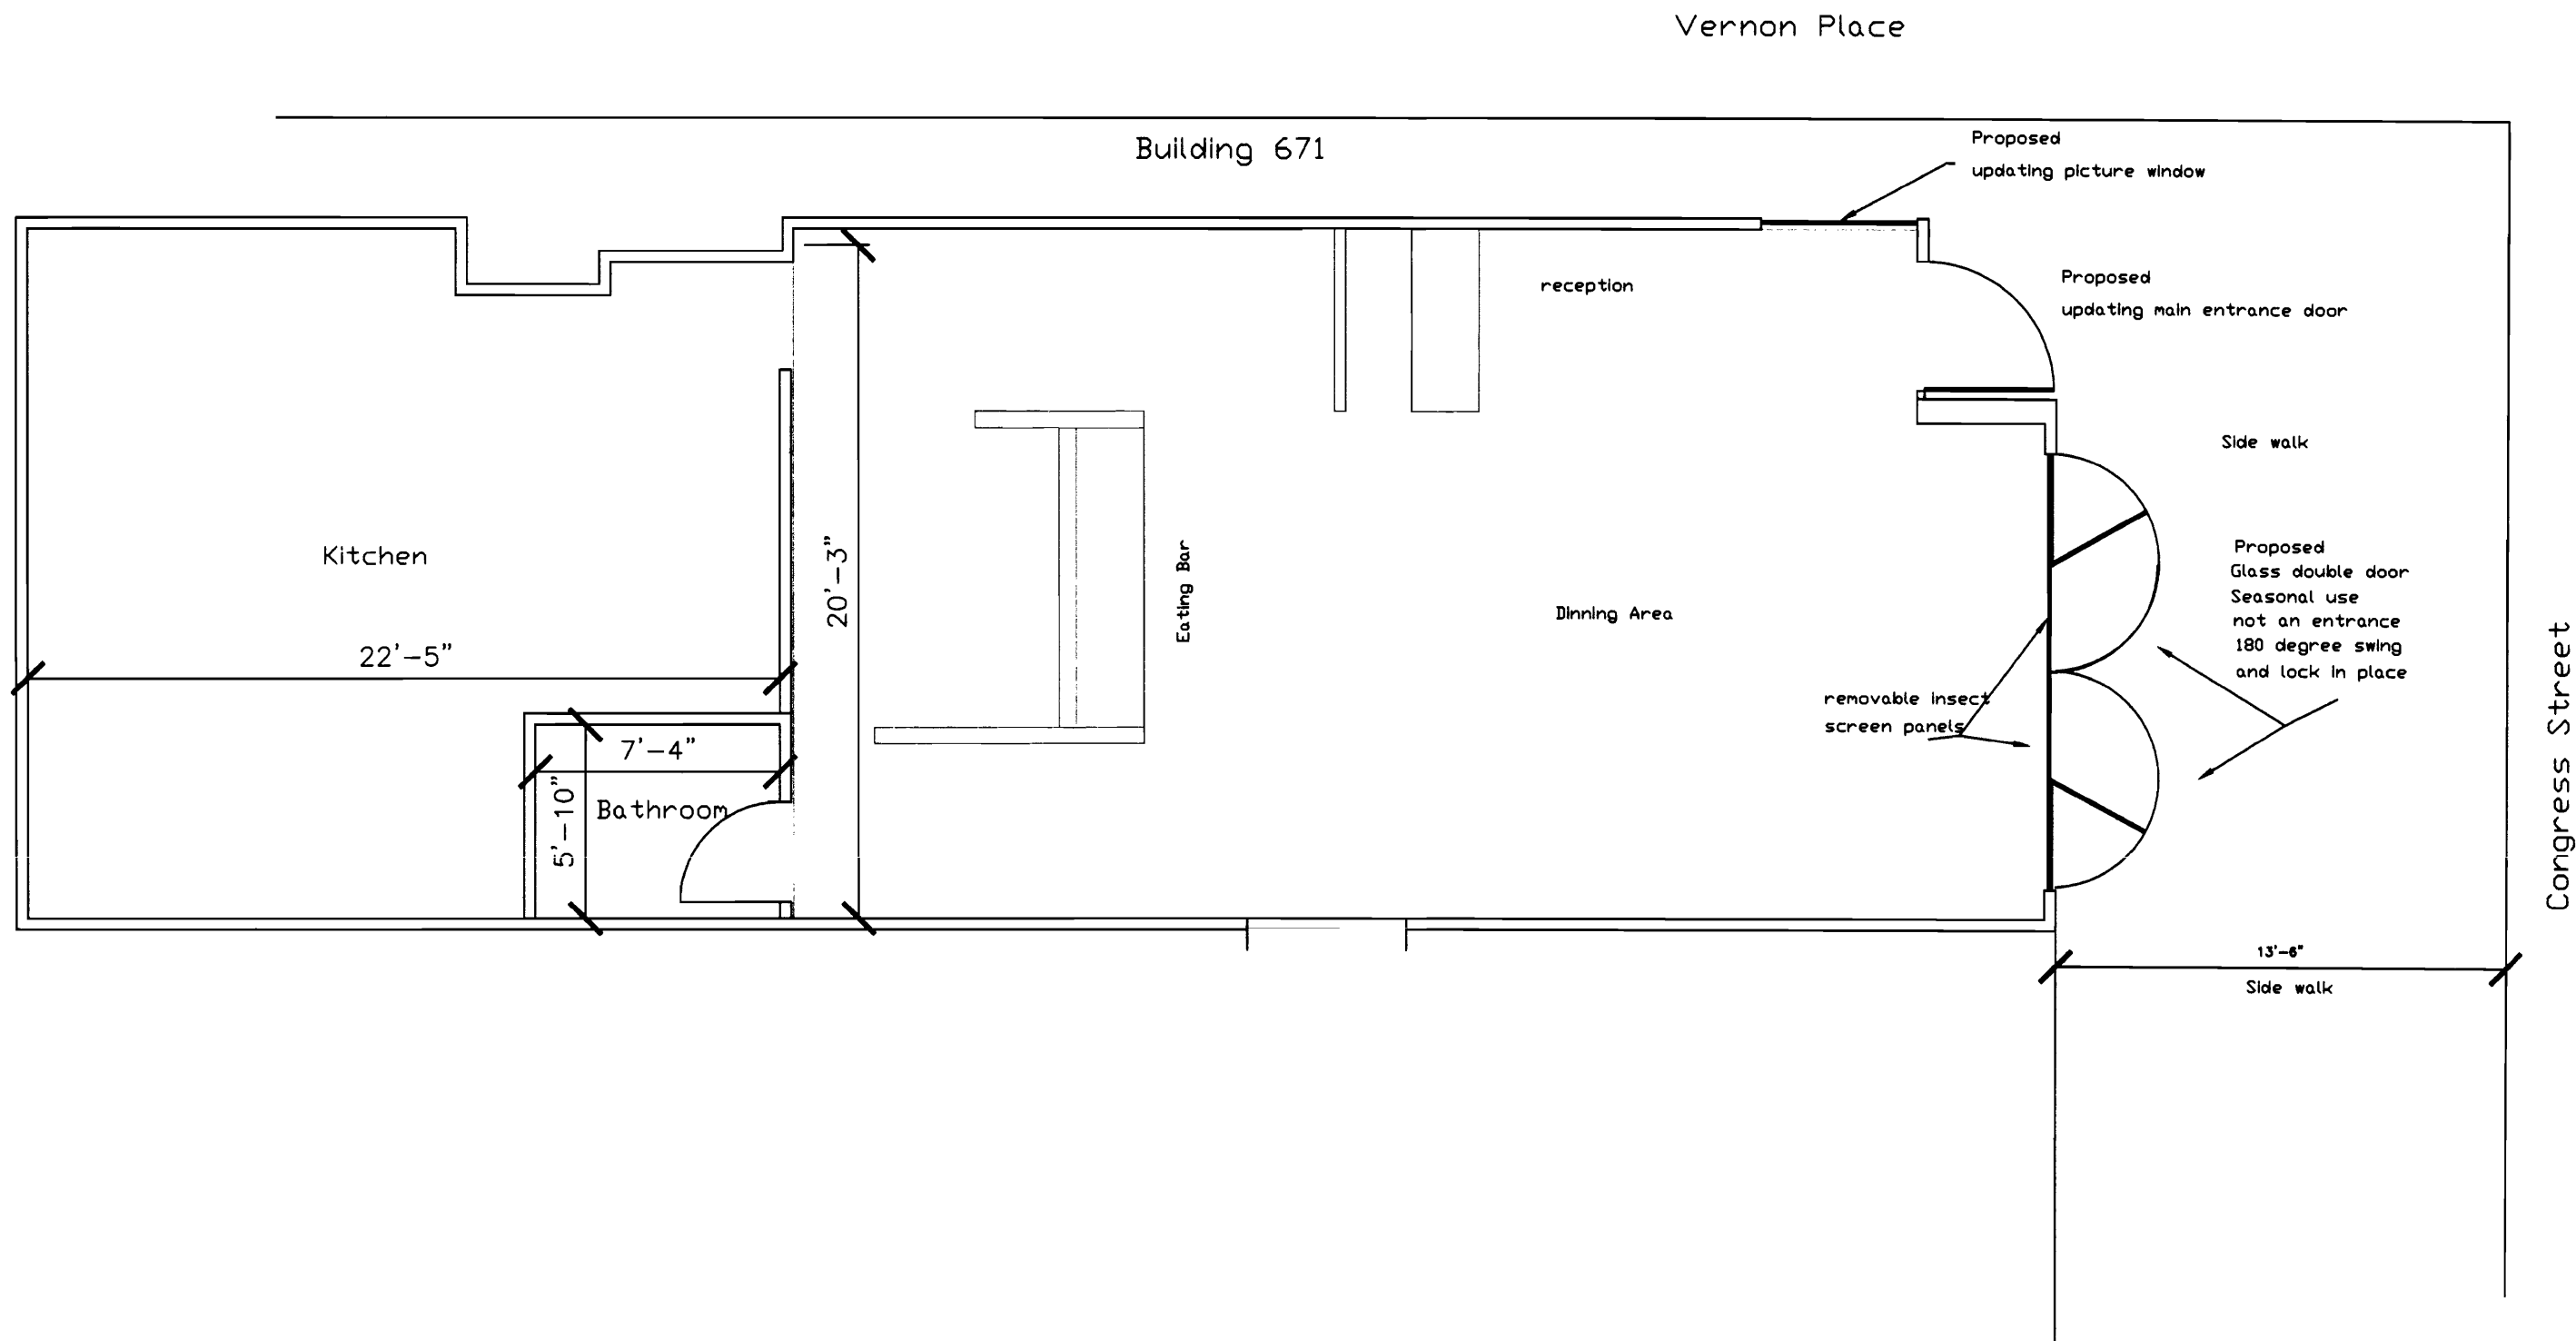 Vernon Place
Building 671
Proposed
updating picture window
reception
Proposed
updating main entrance door
Side walk
Kitchen
20'-3"
Eating Bar
Dinning Area
Proposed
Glass double door
Seasonal use
not an entrance
180 degree swing
and lock in place
22'-5"
removable insect
screen panels
Congress Street
7'-4"
5'-10"
Bathroom
13'-6"
Side walk